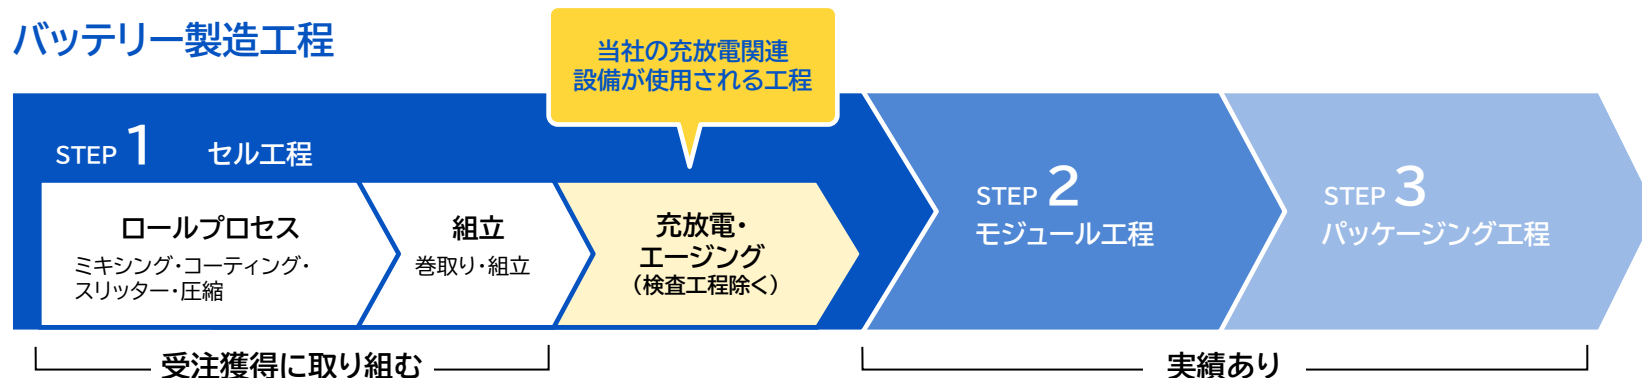 バッテリー製造工程
当社の充放電関連
設備が使用される工程
STEP 1 セル工程
ロールプロセス
ミキシング・コーティング・
スリッター・圧縮
組立
巻取り・組立
充放電・
エージング
（検査工程除く）
STEP 2
モジュール工程
STEP 3
パッケージング工程
受注獲得に取り組む
実績あり